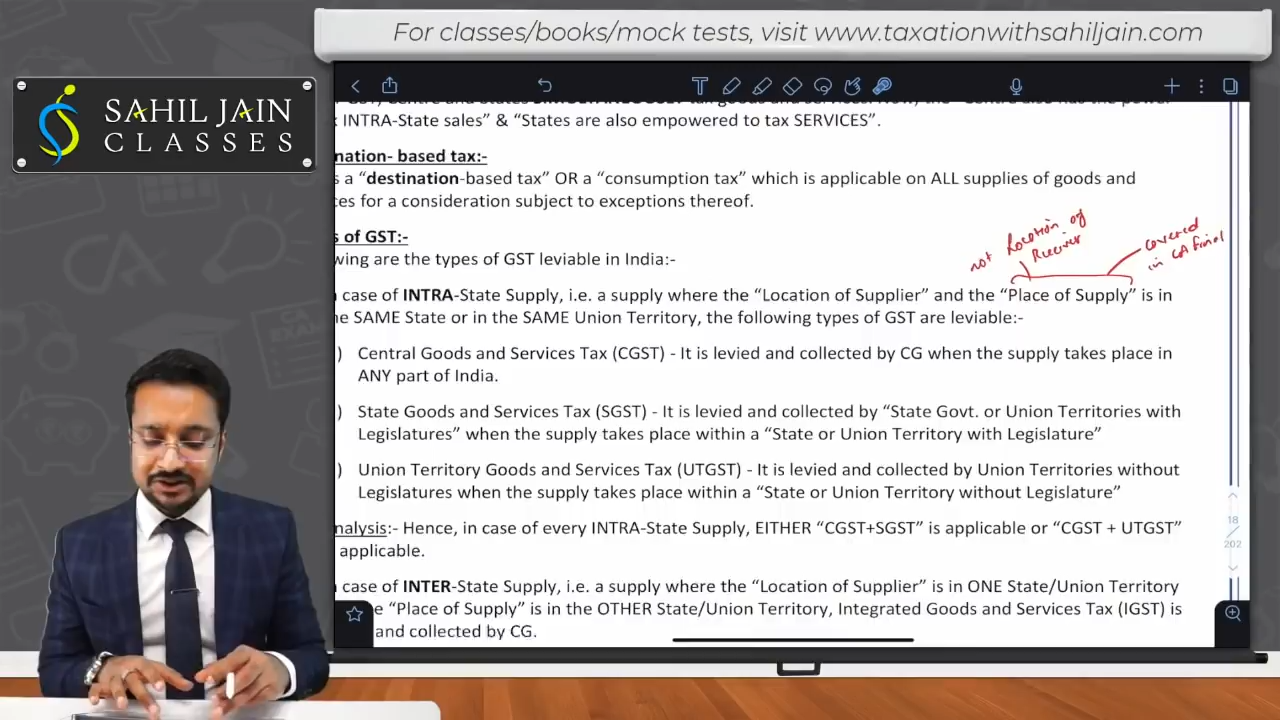 For classes/books/mock tests, visit www.taxationwithsahiljain.com
SAHIL JAIN
CLASSES
INTRA-State sales" & "States are also empowered to tax SERVICES".
nation- based tax:-
s a "destination-based tax" OR a "consumption tax" which is applicable on ALL supplies of goods and
ces for a consideration subject to exceptions thereof.
not Location of
Receiver
covered
in CA Final
s of GST:-
wing are the types of GST leviable in India:-
case of INTRA-State Supply, i.e. a supply where the "Location of Supplier" and the "Place of Supply" is in
e SAME State or in the SAME Union Territory, the following types of GST are leviable:-
) Central Goods and Services Tax (CGST) - It is levied and collected by CG when the supply takes place in
ANY part of India.
) State Goods and Services Tax (SGST) - It is levied and collected by "State Govt. or Union Territories with
Legislatures" when the supply takes place within a "State or Union Territory with Legislature"
) Union Territory Goods and Services Tax (UTGST) - It is levied and collected by Union Territories without
Legislatures when the supply takes place within a "State or Union Territory without Legislature"
nalysis:- Hence, in case of every INTRA-State Supply, EITHER "CGST+SGST" is applicable or "CGST + UTGST"
applicable.
case of INTER-State Supply, i.e. a supply where the "Location of Supplier" is in ONE State/Union Territory
e "Place of Supply" is in the OTHER State/Union Territory, Integrated Goods and Services Tax (IGST) is
and collected by CG.
18
202